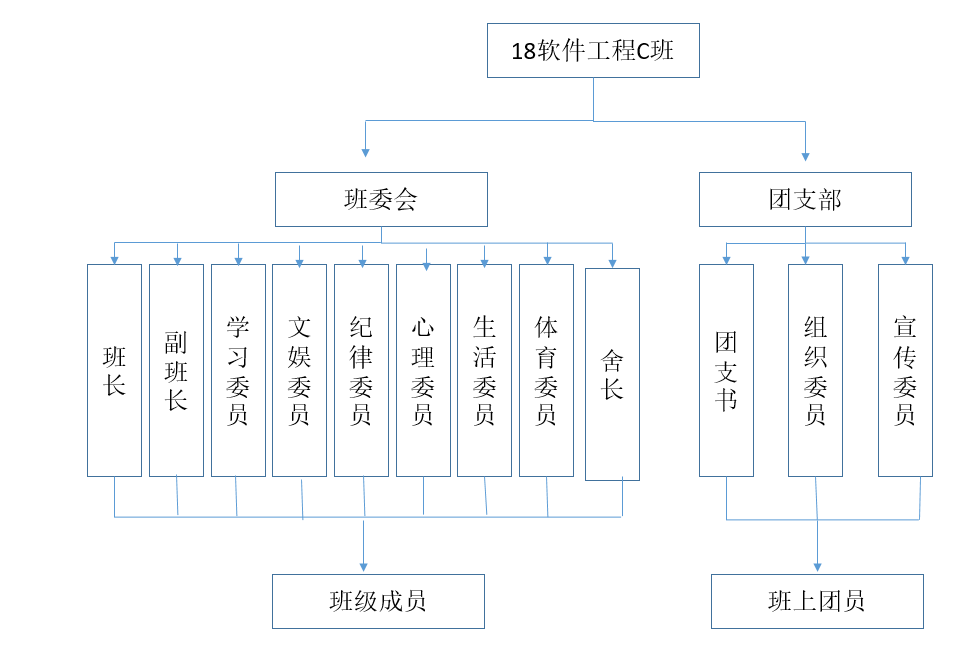 18软件工程C班
班委会
团支部
班长
副班长
学习委员
文娱委员
纪律委员
心理委员
生活委员
体育委员
舍长
团支书
组织委员
宣传委员
班级成员
班上团员